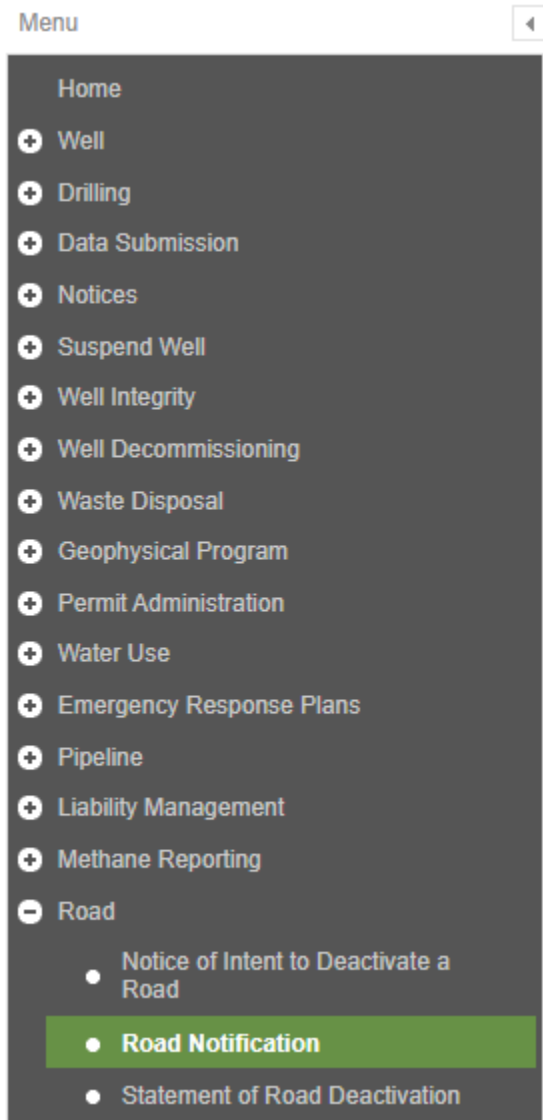 Menu
Home
Well
Drilling
Data Submission
Notices
Suspend Well
Well Integrity
Well Decommissioning
Waste Disposal
Geophysical Program
Permit Administration
Water Use
Emergency Response Plans
Pipeline
Liability Management
Methane Reporting
Road
Notice of Intent to Deactivate a
Road
Road Notification
Statement of Road Deactivation